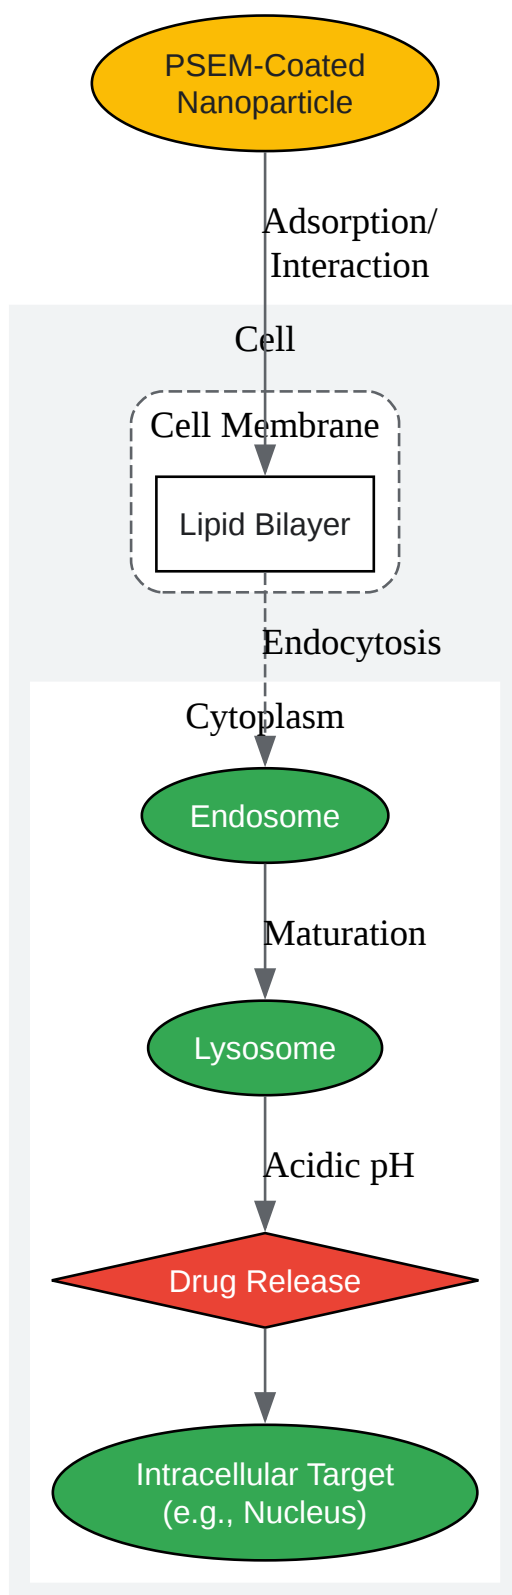 PSEM-Coated
Nanoparticle
Adsorption/
Interaction
Cell
Cell Membrane
Lipid Bilayer
Endocytosis
Cytoplasm
Endosome
Maturation
Lysosome
Acidic pH
Drug Release
Intracellular Target
(e.g., Nucleus)